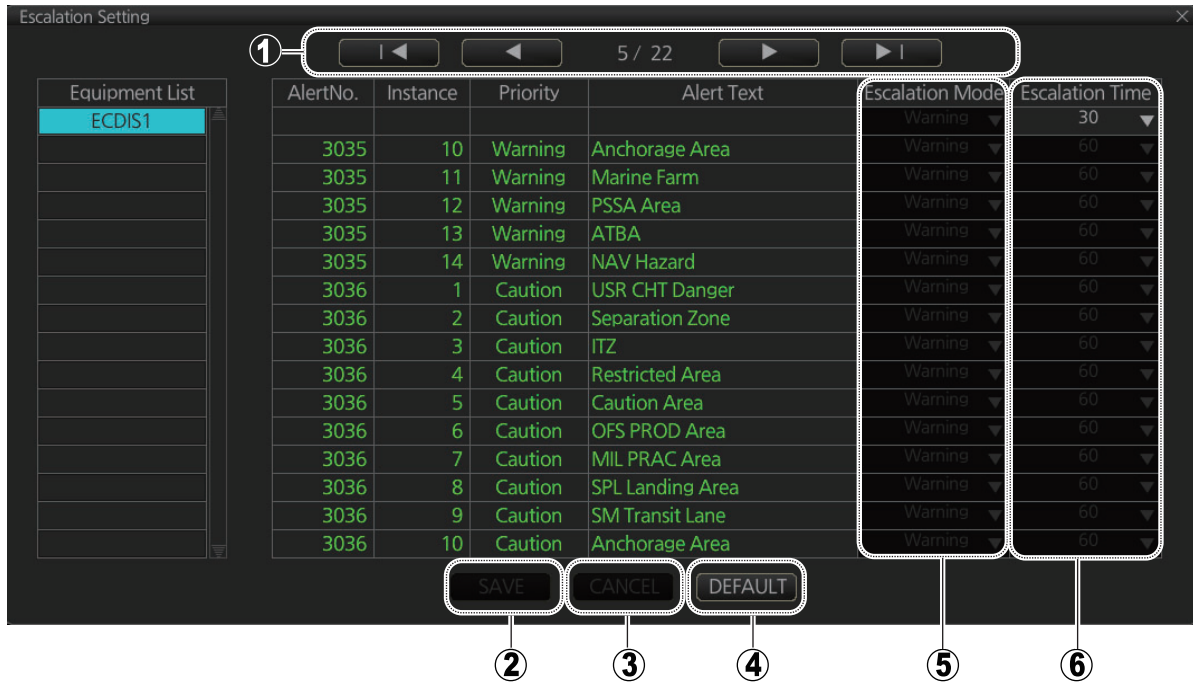 Escalation Setting
1
5 / 22
Equipment List AlertNo. Instance Priority Alert Text Escalation Mode Escalation Time
ECDIS1 Warning 30
3035 10 Warning Anchorage Area Warning 60
3035 11 Warning Marine Farm Warning 60
3035 12 Warning PSSA Area Warning 60
3035 13 Warning ATBA Warning 60
3035 14 Warning NAV Hazard Warning 60
3036 1 Caution USR CHT Danger Warning 60
3036 2 Caution Separation Zone Warning 60
3036 3 Caution ITZ Warning 60
3036 4 Caution Restricted Area Warning 60
3036 5 Caution Caution Area Warning 60
3036 6 Caution OFS PROD Area Warning 60
3036 7 Caution MIL PRAC Area Warning 60
3036 8 Caution SPL Landing Area Warning 60
3036 9 Caution SM Transit Lane Warning 60
3036 10 Caution Anchorage Area Warning 60
SAVE CANCEL DEFAULT
2 3 4 5 6